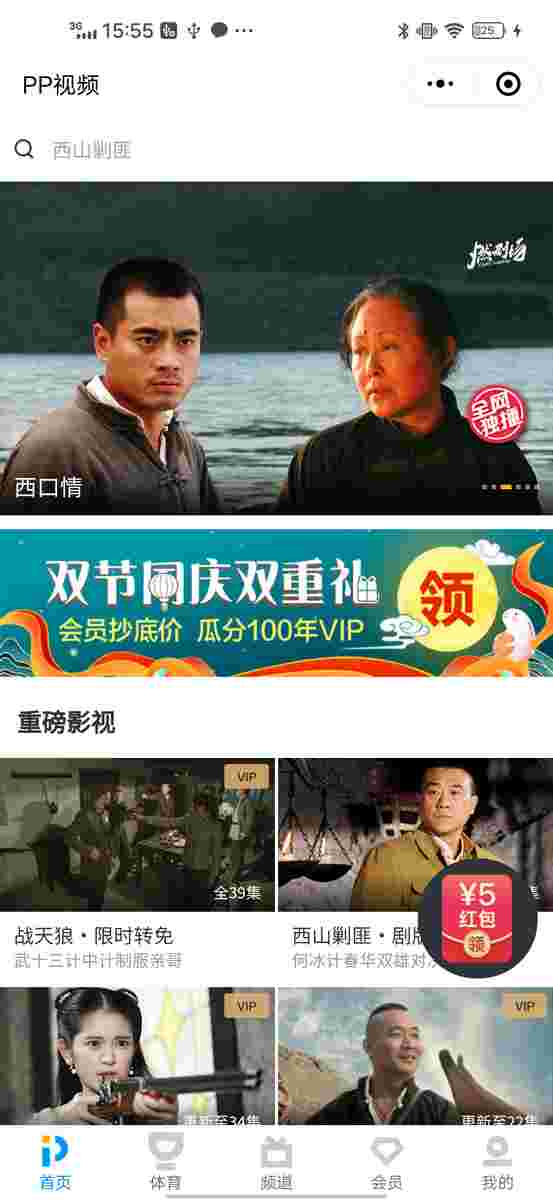 3G 15:55 25
PP视频
西山剿匪
燃剧场
全网
独播
西口情
双节同庆双重礼
会员抄底价 瓜分100年VIP
领
重磅影视
VIP
全39集
战天狼·限时转免
武十三计中计制服亲哥
西山剿匪·剧版
何冰计春华双雄对
集
¥5
红包
领
VIP
更新至34集
VIP
更新至22集
首页
体育
频道
会员
我的